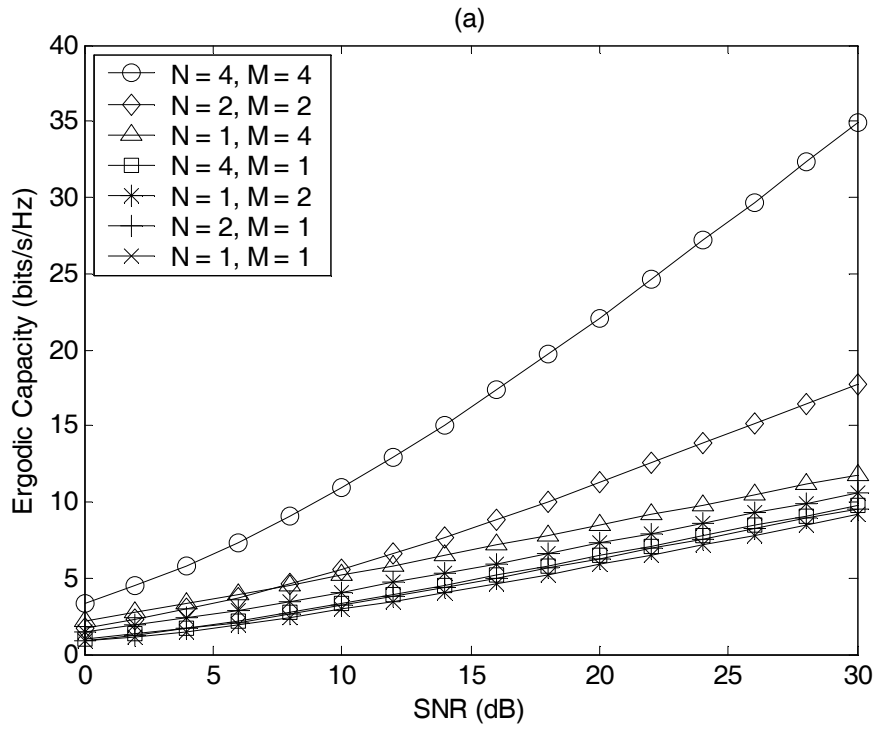 (a)
40
35
30
25
20
15
10
5
0
Ergodic Capacity (bits/s/Hz)
N = 4, M = 4
N = 2, M = 2
N = 1, M = 4
N = 4, M = 1
N = 1, M = 2
N = 2, M = 1
N = 1, M = 1
0 5 10 15 20 25 30
SNR (dB)